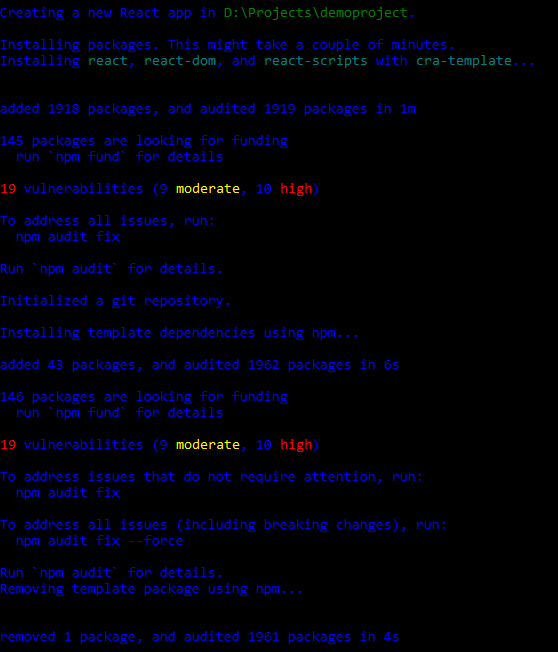 Creating a new React app in D:\Projects\demoproject.
Installing packages. This might take a couple of minutes.
Installing react, react-dom, and react-scripts with cra-template...
added 1918 packages, and audited 1919 packages in 1m
145 packages are looking for funding
run `npm fund` for details
19 vulnerabilities (9 moderate, 10 high)
To address all issues, run:
npm audit fix
Run `npm audit` for details.
Initialized a git repository.
Installing template dependencies using npm...
added 43 packages, and audited 1962 packages in 6s
146 packages are looking for funding
run `npm fund` for details
19 vulnerabilities (9 moderate, 10 high)
To address issues that do not require attention, run:
npm audit fix
To address all issues (including breaking changes), run:
npm audit fix --force
Run `npm audit` for details.
Removing template package using npm...
removed 1 package, and audited 1961 packages in 4s